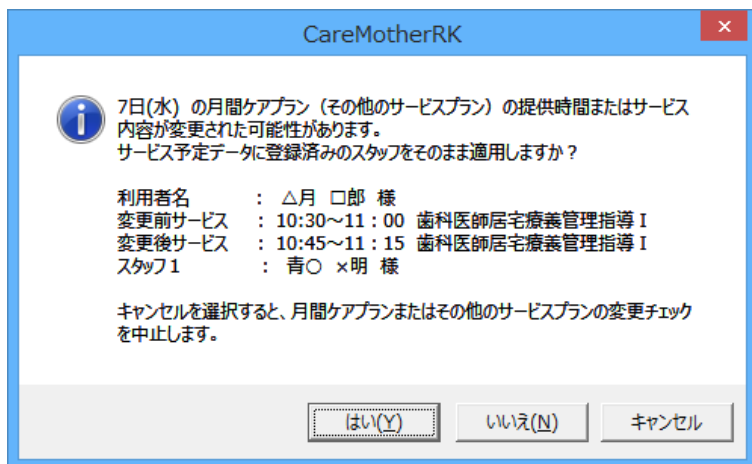 CareMotherRK
7日(水) の月間ケアプラン（その他のサービスプラン）の提供時間またはサービス
内容が変更された可能性があります。
サービス予定データに登録済みのスタッフをそのまま適用しますか？
利用者名 ： △月 □郎 様
変更前サービス ： 10:30～11：00 歯科医師居宅療義管理指導Ⅰ
変更後サービス ： 10:45～11：15 歯科医師居宅療義管理指導Ⅰ
スタッフ1 ： 青○ ×明 様
キャンセルを選択すると、月間ケアプランまたはその他のサービスプランの変更チェック
を中止します。
はい(Y) いいえ(N) キャンセル